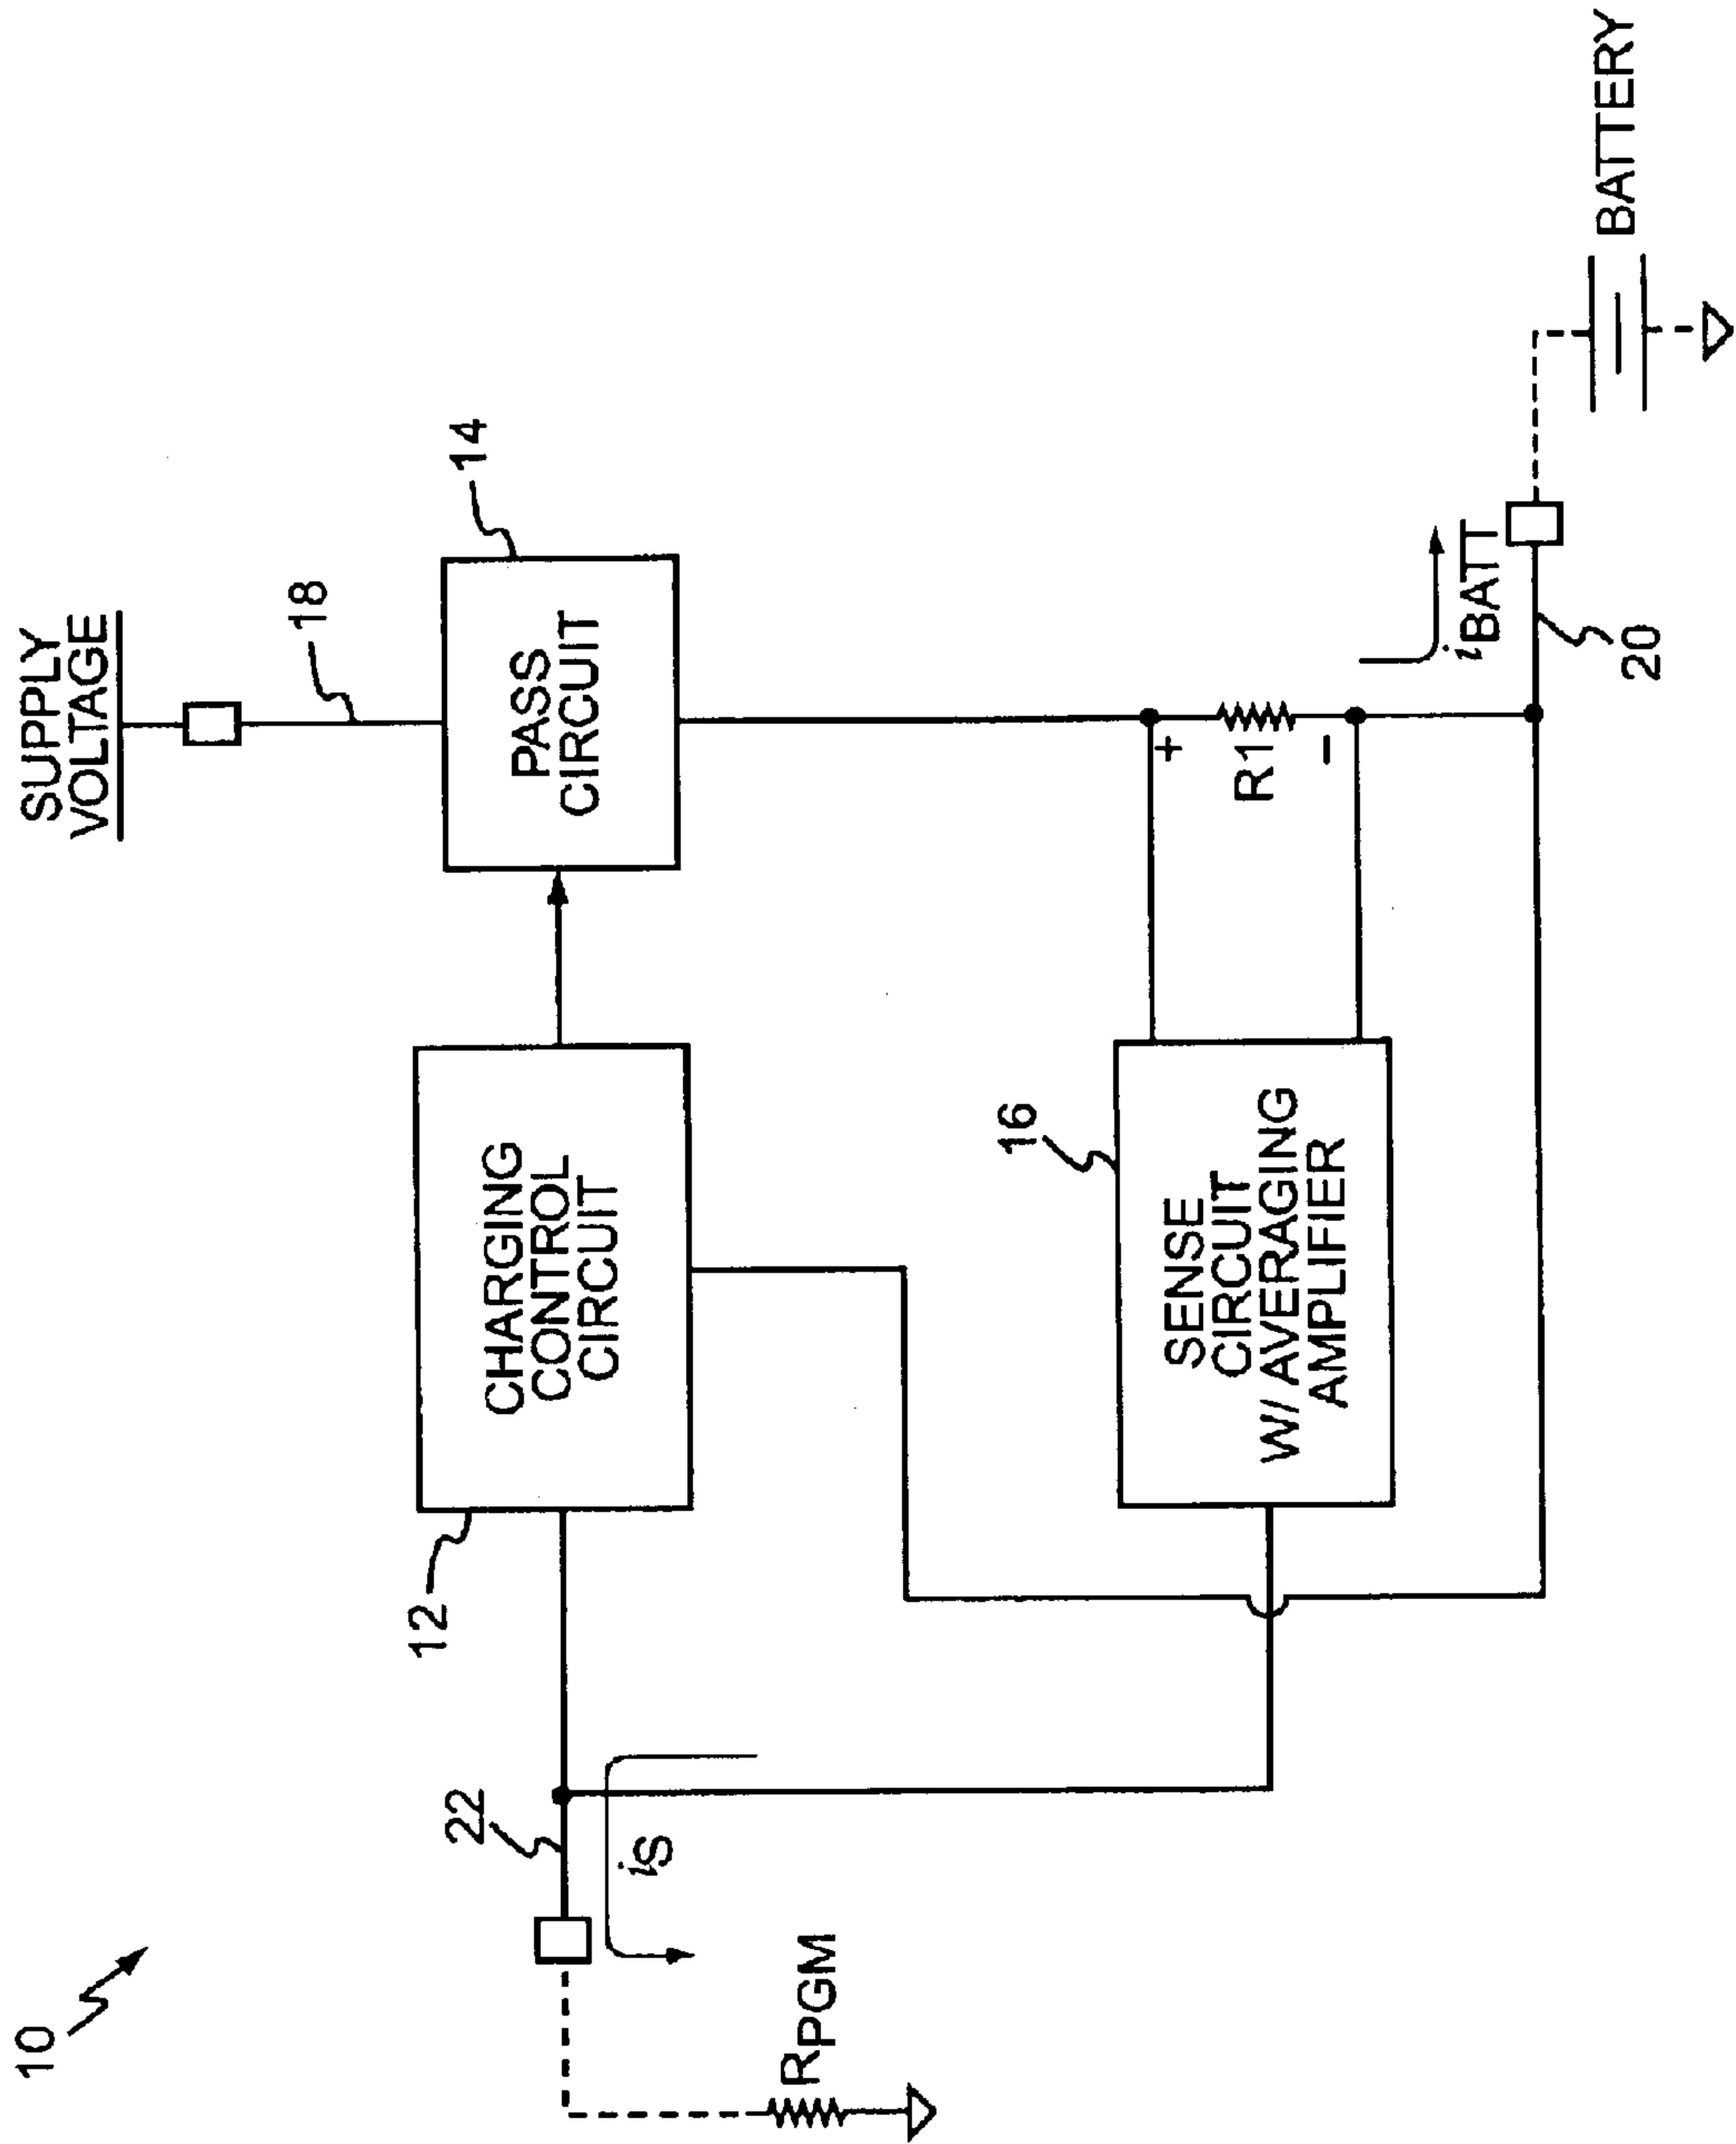 10
SUPPLY
VOLTAGE
18
14
PASS
CIRCUIT
CHARGING
CONTROL
CIRCUIT
12
22
iS
RPGM
16
SENSE
CIRCUIT
W/ AVERAGING
AMPLIFIER
+
R1
−
iBATT
20
BATTERY